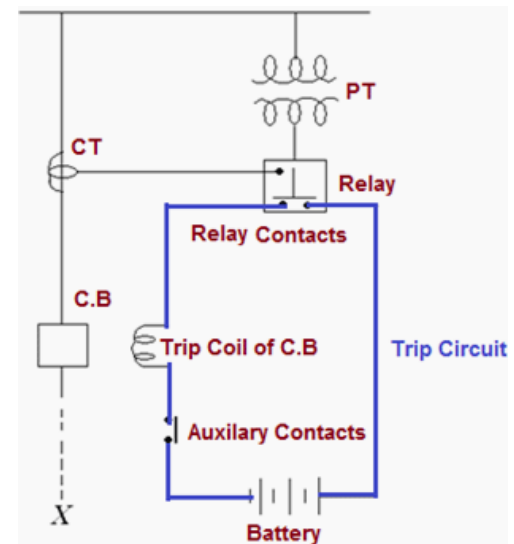 PT
CT
Relay
Relay Contacts
C.B
Trip Coil of C.B
Trip Circuit
Auxilary Contacts
X
Battery